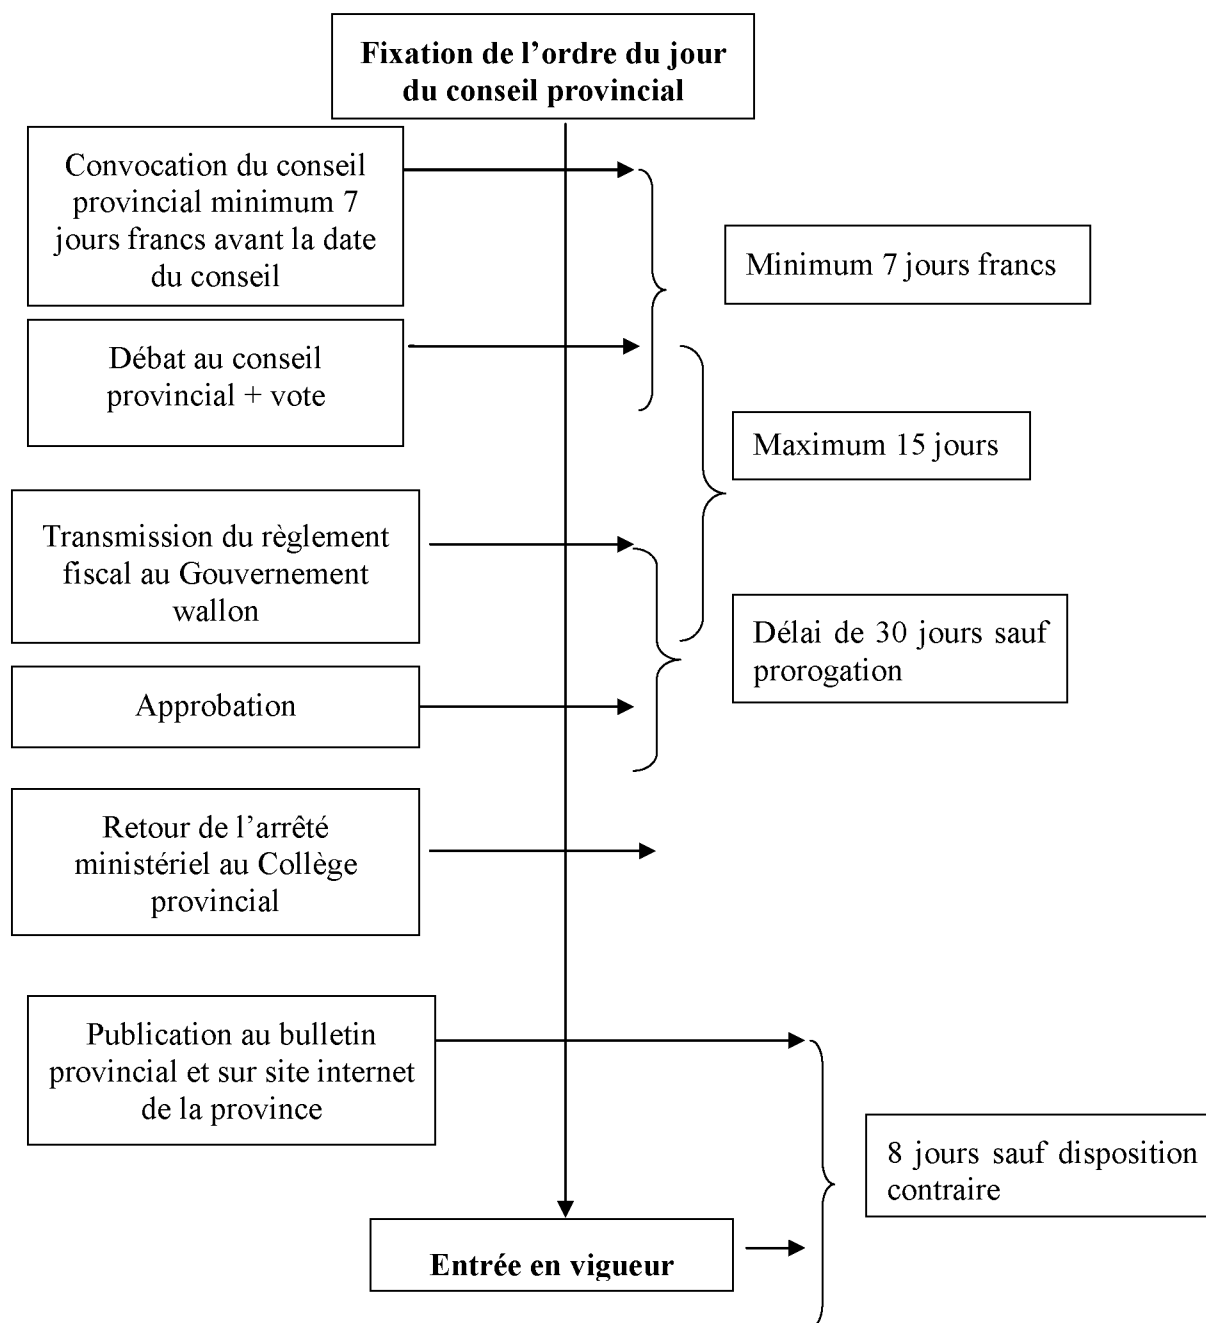 Fixation de l’ordre du jour
du conseil provincial
Convocation du conseil
provincial minimum 7
jours francs avant la date
du conseil
Minimum 7 jours francs
Débat au conseil
provincial + vote
Maximum 15 jours
Transmission du règlement
fiscal au Gouvernement
wallon
Délai de 30 jours sauf
prorogation
Approbation
Retour de l’arrêté
ministériel au Collège
provincial
Publication au bulletin
provincial et sur site internet
de la province
8 jours sauf disposition
contraire
Entrée en vigueur